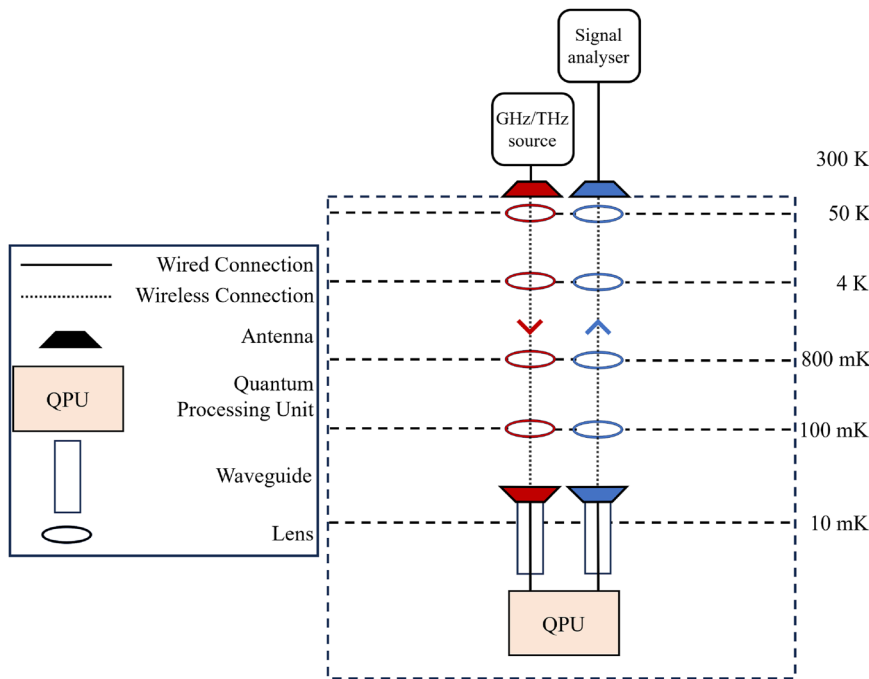 Signal
analyser
GHz/THz
source
300 K
50 K
4 K
800 mK
100 mK
10 mK
QPU
Wired Connection
Wireless Connection
Antenna
QPU
Quantum
Processing Unit
Waveguide
Lens